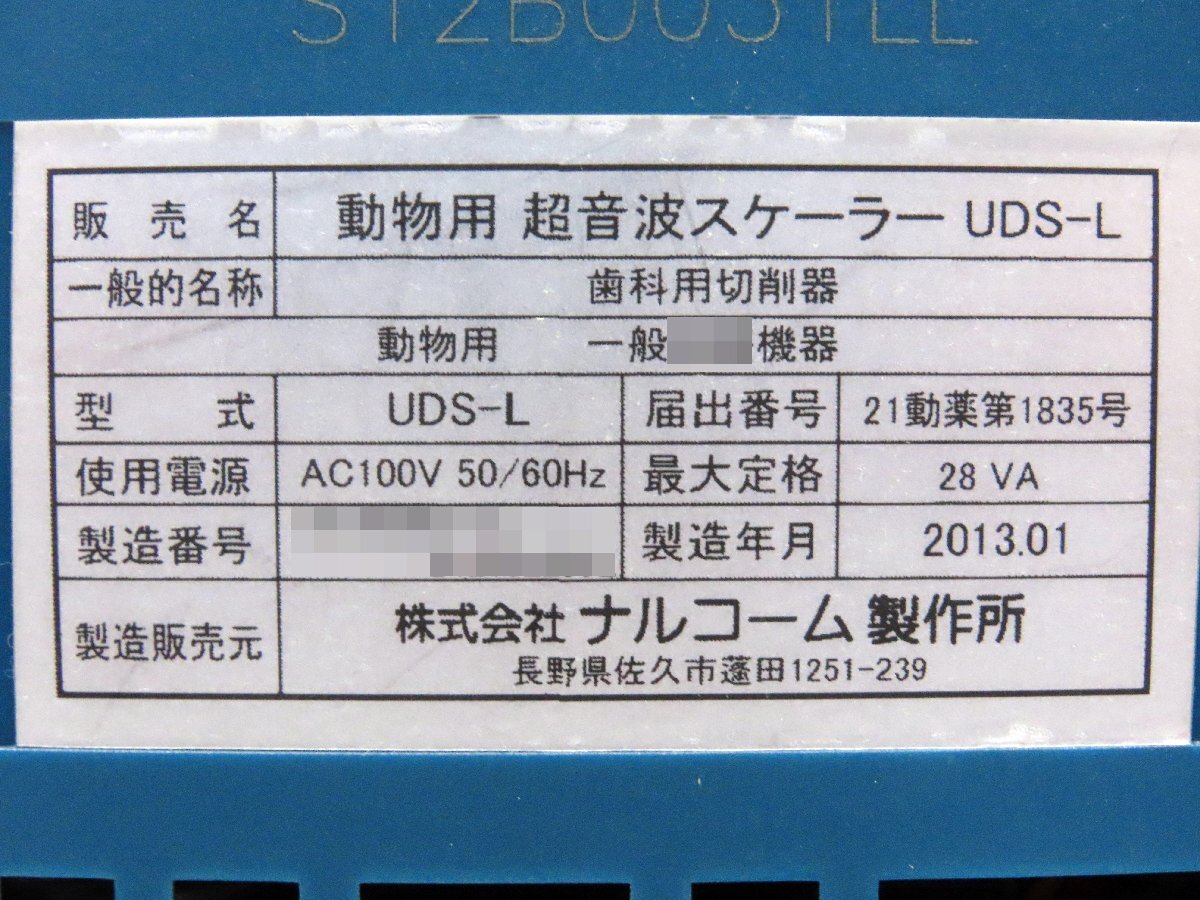 販売名 動物用 超音波スケーラー UDS-L
一般的名称 歯科用切削器
動物用 一般 機器
型式 UDS-L 届出番号 21動薬第1835号
使用電源 AC100V 50/60Hz 最大定格 28 VA
製造番号 製造年月 2013.01
製造販売元 株式会社 ナルコーム 製作所
長野県佐久市蓬田1251-239